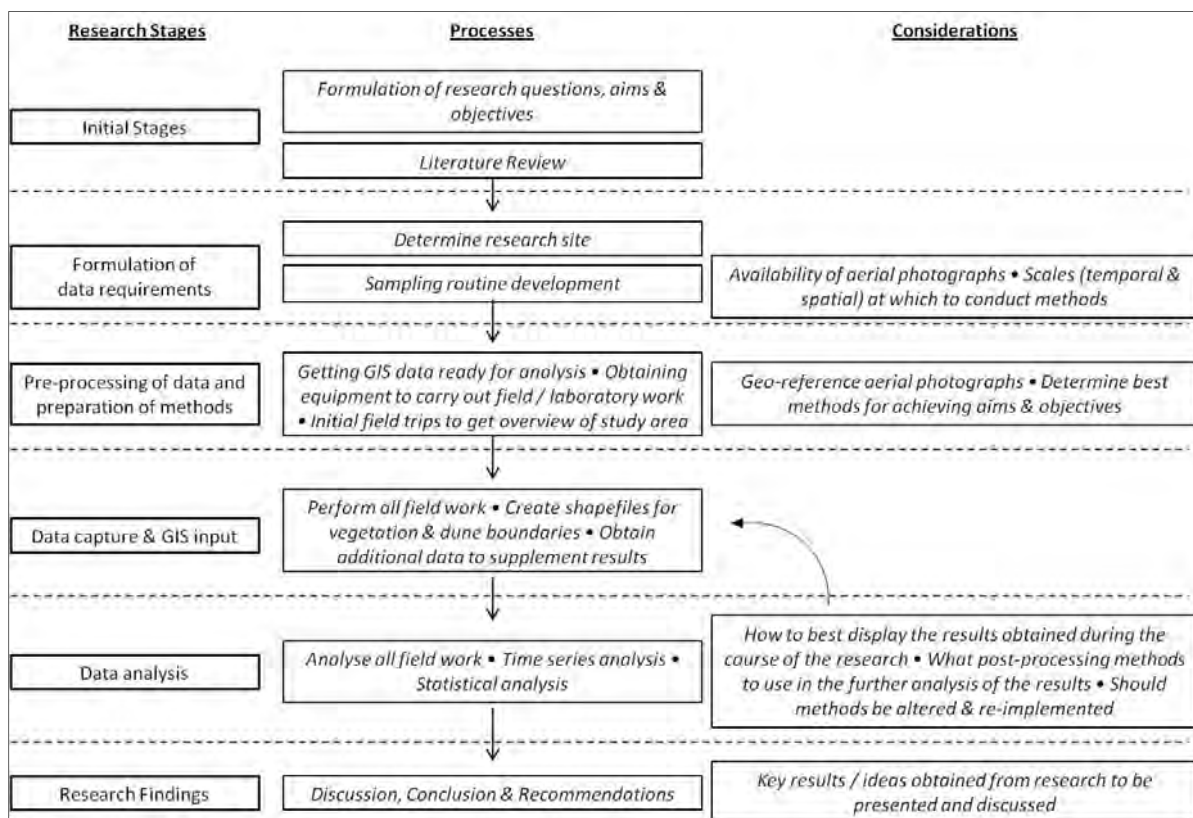 Research Stages
Processes
Considerations
Initial Stages
Formulation of research questions, aims &
objectives
Literature Review
Formulation of
data requirements
Determine research site
Sampling routine development
Availability of aerial photographs • Scales (temporal &
spatial) at which to conduct methods
Pre-processing of data and
preparation of methods
Getting GIS data ready for analysis • Obtaining
equipment to carry out field / laboratory work
• Initial field trips to get overview of study area
Geo-reference aerial photographs • Determine best
methods for achieving aims & objectives
Data capture & GIS input
Perform all field work • Create shapefiles for
vegetation & dune boundaries • Obtain
additional data to supplement results
Data analysis
Analyse all field work • Time series analysis •
Statistical analysis
How to best display the results obtained during the
course of the research • What post-processing methods
to use in the further analysis of the results • Should
methods be altered & re-implemented
Research Findings
Discussion, Conclusion & Recommendations
Key results / ideas obtained from research to be
presented and discussed